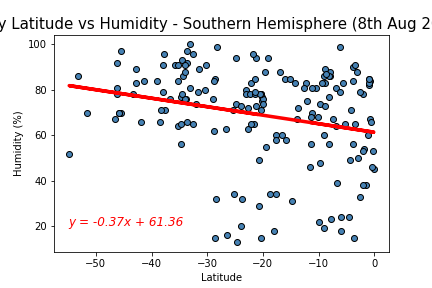 y Latitude vs Humidity - Southern Hemisphere (8th Aug 2
100
80
60
40
20
Humidity (%)
y = -0.37x + 61.36
−50
−40
−30
−20
−10
0
Latitude